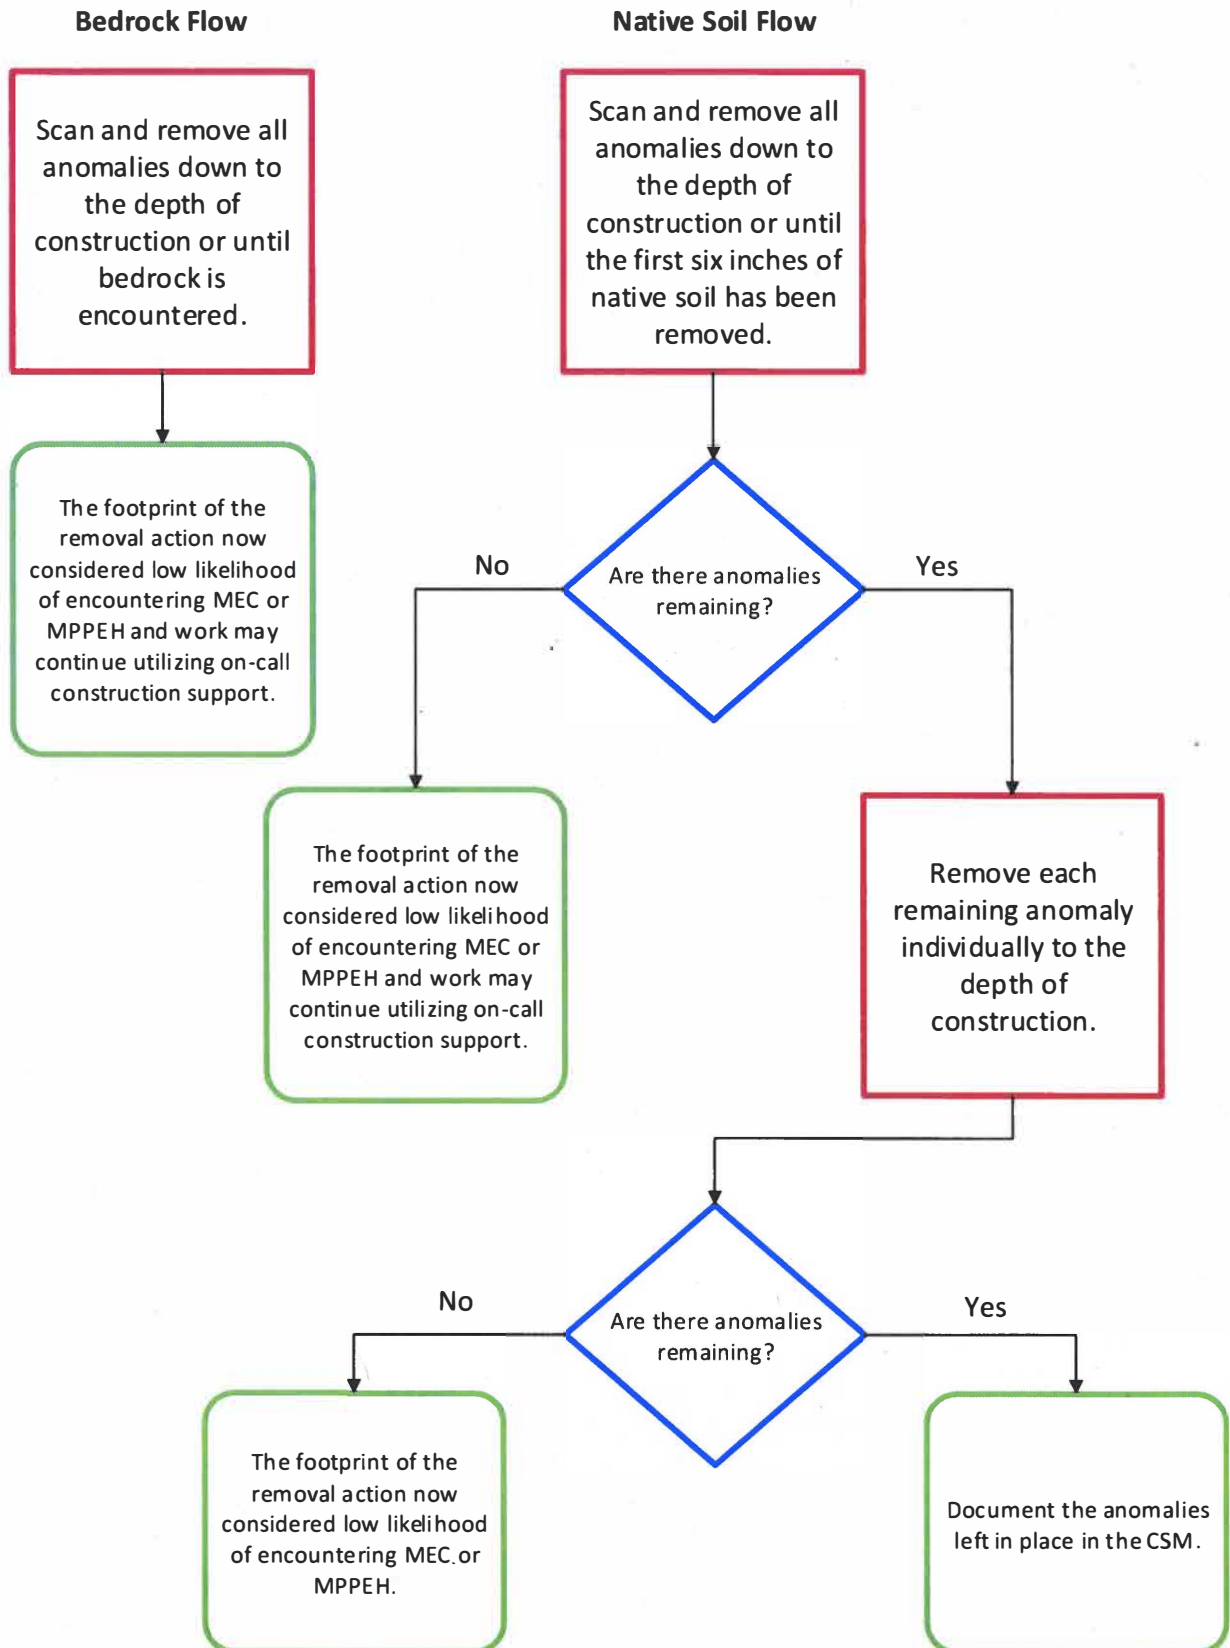 Bedrock Flow
Scan and remove all
anomalies down to
the depth of
construction or until
bedrock is
encountered.
The footprint of the
removal action now
considered low likelihood
of encountering MEC or
MPPEH and work may
continue utilizing on-call
construction support.
Native Soil Flow
Scan and remove all
anomalies down to
the depth of
construction or until
the first six inches of
native soil has been
removed.
Are there anomalies
remaining?
No
Yes
The footprint of the
removal action now
considered low likelihood
of encountering MEC or
MPPEH and work may
continue utilizing on-call
construction support.
Remove each
remaining anomaly
individually to the
depth of
construction.
Are there anomalies
remaining?
No
Yes
The footprint of the
removal action now
considered low likelihood
of encountering MEC or
MPPEH.
Document the anomalies
left in place in the CSM.